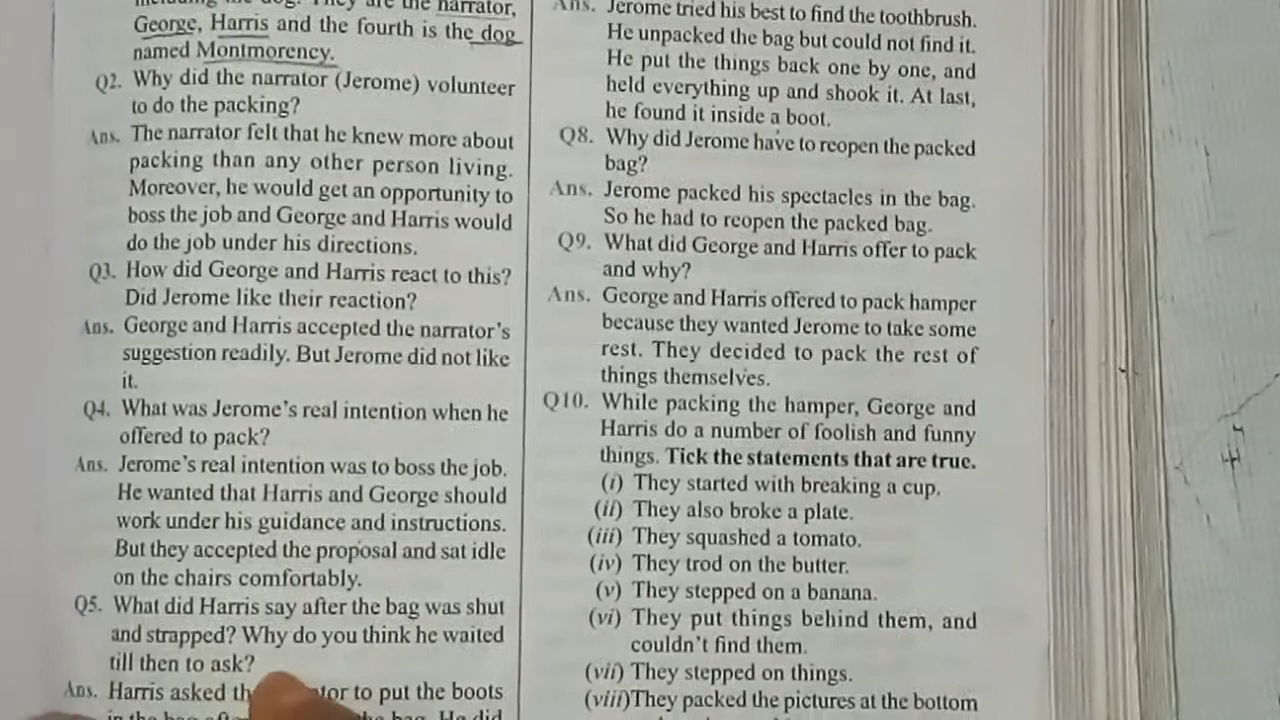 including the dog. They are the narrator,
George, Harris and the fourth is the dog
named Montmorency.
Q2. Why did the narrator (Jerome) volunteer
to do the packing?
Ans. The narrator felt that he knew more about
packing than any other person living.
Moreover, he would get an opportunity to
boss the job and George and Harris would
do the job under his directions.
Q3. How did George and Harris react to this?
Did Jerome like their reaction?
Ans. George and Harris accepted the narrator's
suggestion readily. But Jerome did not like
it.
Q4. What was Jerome's real intention when he
offered to pack?
Ans. Jerome's real intention was to boss the job.
He wanted that Harris and George should
work under his guidance and instructions.
But they accepted the proposal and sat idle
on the chairs comfortably.
Q5. What did Harris say after the bag was shut
and strapped? Why do you think he waited
till then to ask?
Ans. Harris asked to put the boots
in the bag the bag. He did
Ans. Jerome tried his best to find the toothbrush.
He unpacked the bag but could not find it.
He put the things back one by one, and
held everything up and shook it. At last,
he found it inside a boot.
Q8. Why did Jerome have to reopen the packed
bag?
Ans. Jerome packed his spectacles in the bag.
So he had to reopen the packed bag.
Q9. What did George and Harris offer to pack
and why?
Ans. George and Harris offered to pack hamper
because they wanted Jerome to take some
rest. They decided to pack the rest of
things themselves.
Q10. While packing the hamper, George and
Harris do a number of foolish and funny
things. Tick the statements that are true.
(i) They started with breaking a cup.
(ii) They also broke a plate.
(iii) They squashed a tomato.
(iv) They trod on the butter.
(v) They stepped on a banana.
(vi) They put things behind them, and
couldn't find them.
(vii) They stepped on things.
(viii) They packed the pictures at the bottom